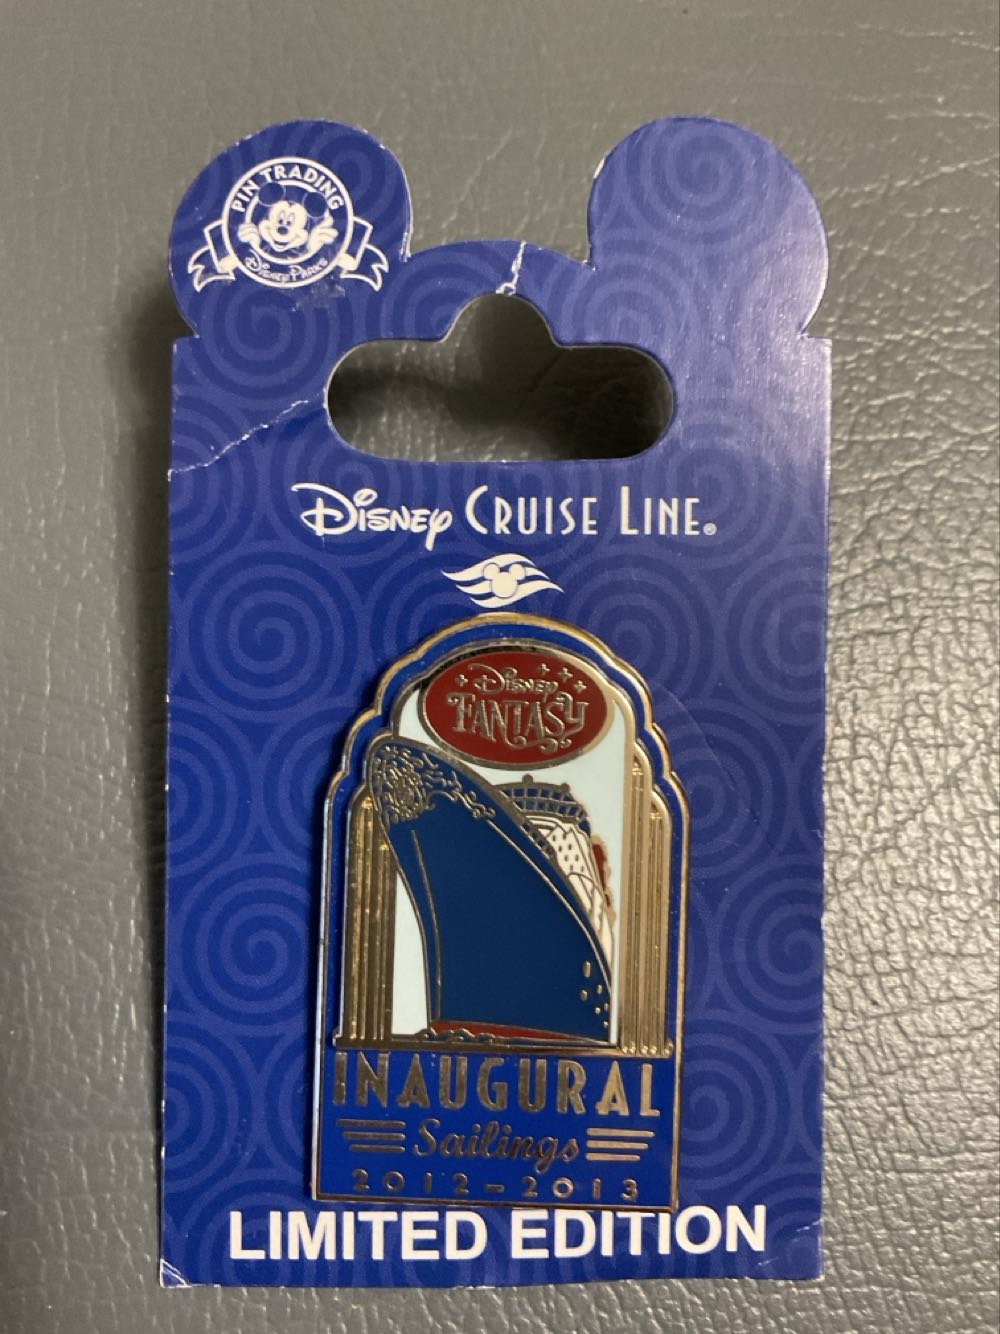 PIN TRADING
Disney Parks
Disney CRUISE LINE®
Disney
FANTASY
INAUGURAL
Sailings
2012-2013
LIMITED EDITION